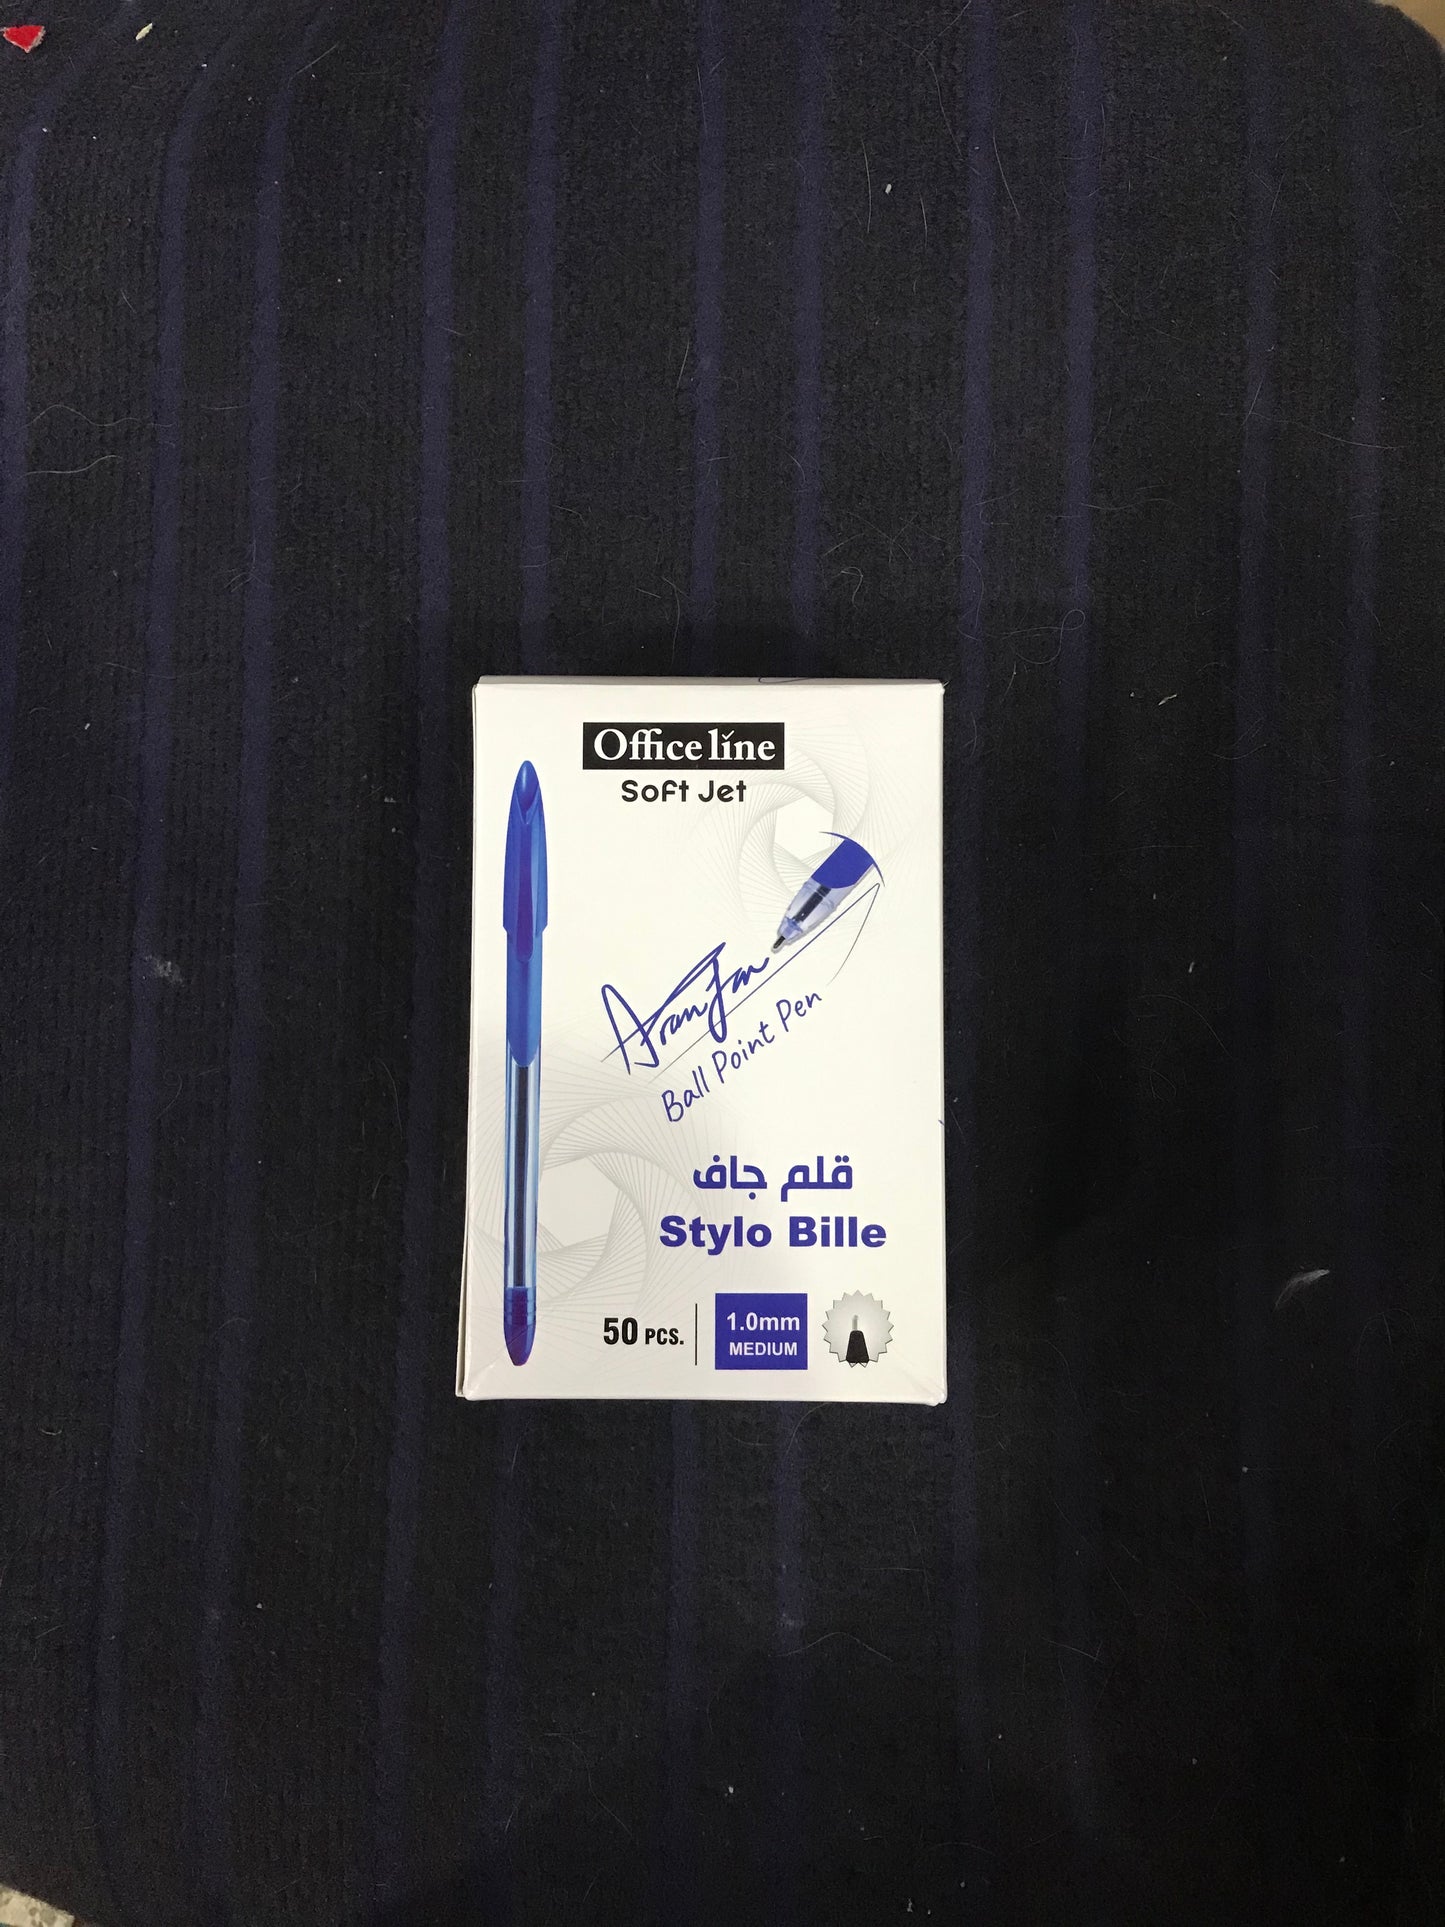 Office line
Soft Jet
Ball Point Pen
قلم جاف
Stylo Bille
50 PCS.
1.0mm
MEDIUM